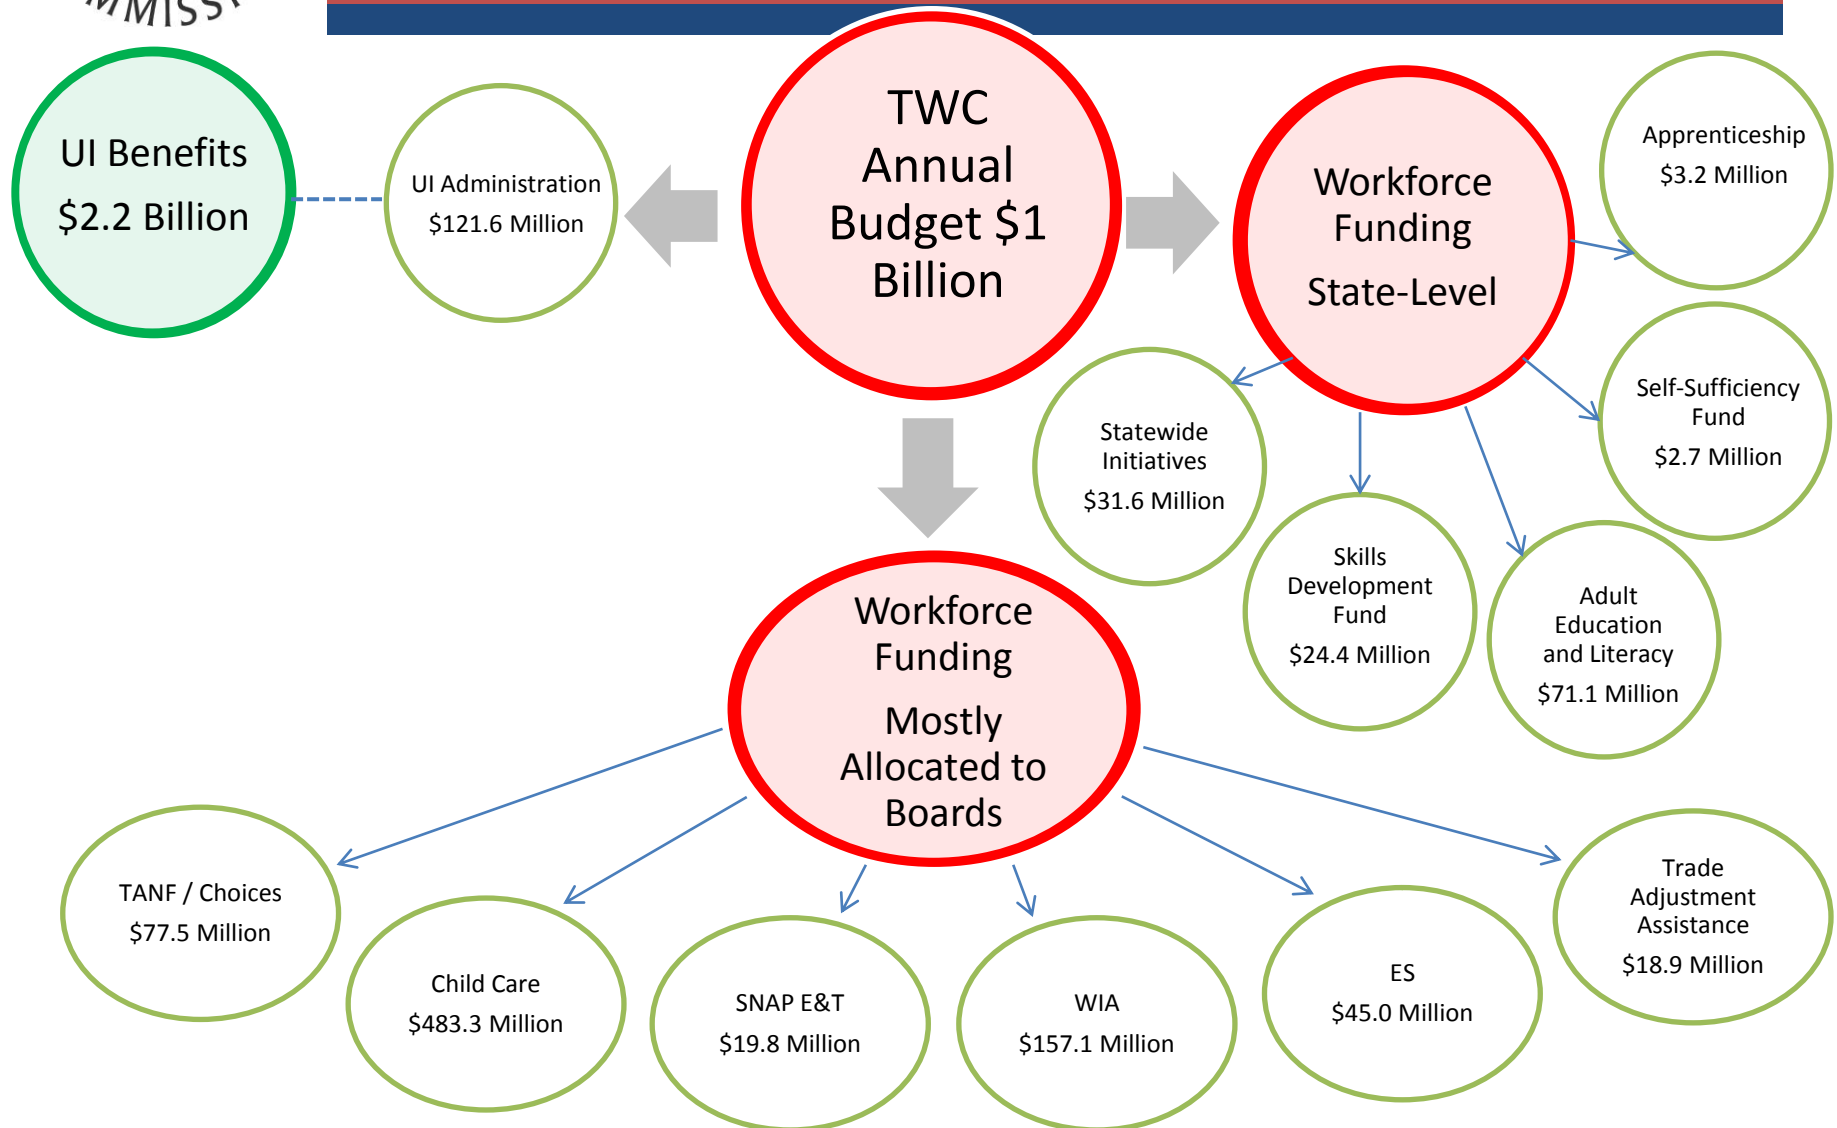 UI Benefits
$2.2 Billion
UI Administration
$121.6 Million
TWC
Annual
Budget $1
Billion
Workforce
Funding
State-Level
Apprenticeship
$3.2 Million
Self-Sufficiency
Fund
$2.7 Million
Statewide
Initiatives
$31.6 Million
Skills
Development
Fund
$24.4 Million
Adult
Education
and Literacy
$71.1 Million
Workforce
Funding
Mostly
Allocated to
Boards
TANF / Choices
$77.5 Million
Child Care
$483.3 Million
SNAP E&T
$19.8 Million
WIA
$157.1 Million
ES
$45.0 Million
Trade
Adjustment
Assistance
$18.9 Million